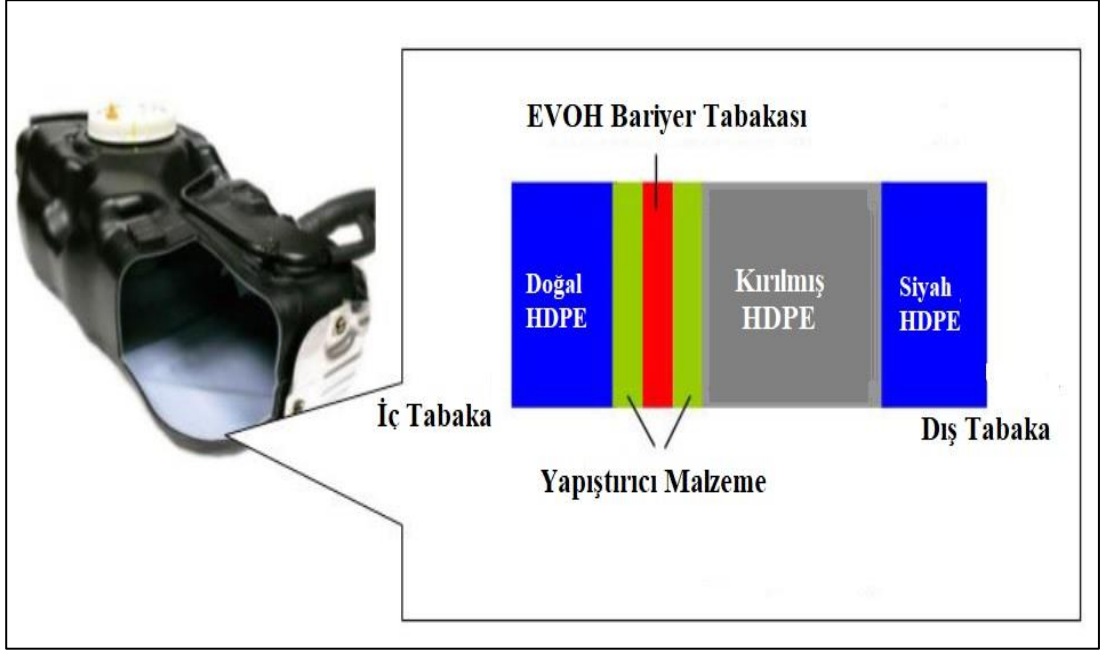 EVOH Bariyer Tabakası
Doğal
HDPE
Kırılmış
HDPE
Siyah
HDPE
İç Tabaka
Dış Tabaka
Yapıştırıcı Malzeme